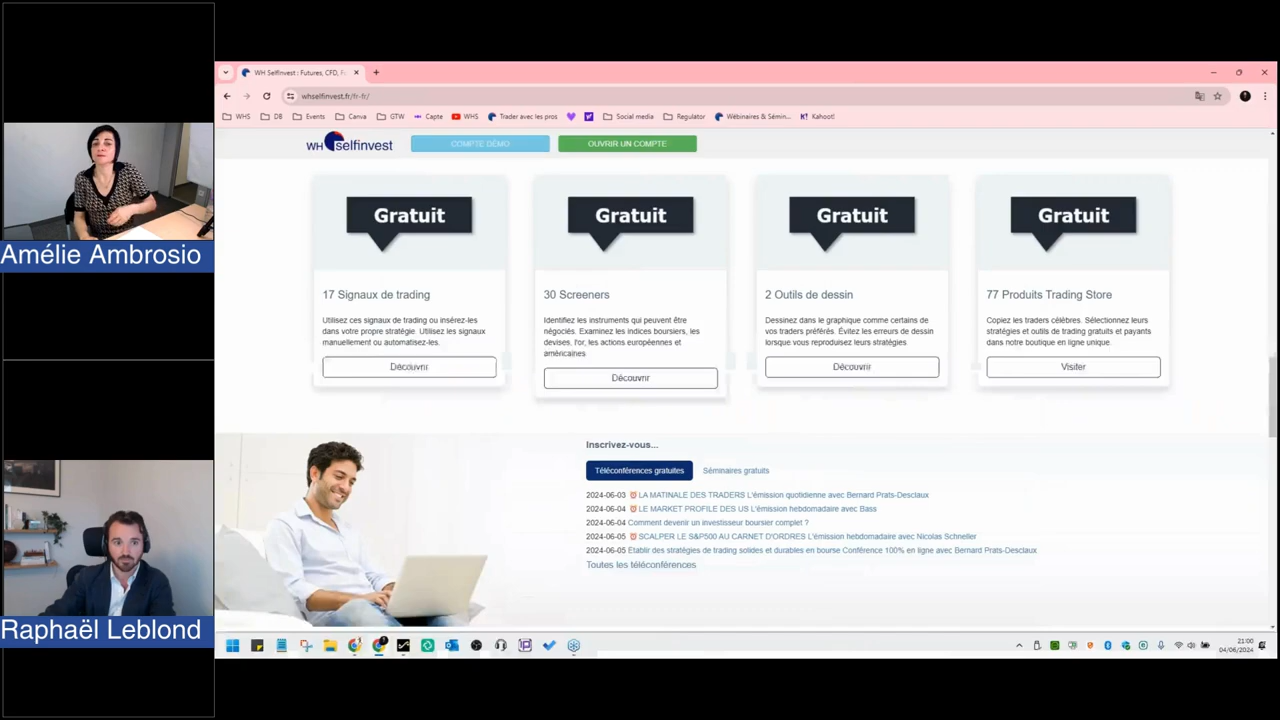 Amélie Ambrosio
Raphaël Leblond
whselfinvest.fr/fr-fr/
WHS
DB
Events
Canva
GTW
Capte
WHS
Trader avec les pros
Social media
Regulator
Wébinaires & Sémin...
Kahoot!
WH selfinvest
COMPTE DÉMO
OUVRIR UN COMPTE
Gratuit
17 Signaux de trading
Utilisez ces signaux de trading ou insérez-les
dans votre propre stratégie. Utilisez les signaux
manuellement ou automatisez-les.
Découvrir
Gratuit
30 Screeners
Identifiez les instruments qui peuvent être
négociés. Examinez les indices boursiers, les
devises, l'or, les actions européennes et
américaines
Découvrir
Gratuit
2 Outils de dessin
Dessinez dans le graphique comme certains de
vos traders préférés. Évitez les erreurs de dessin
lorsque vous reproduisez leurs stratégies
Découvrir
Gratuit
77 Produits Trading Store
Copiez les traders célèbres. Sélectionnez leurs
stratégies et outils de trading gratuits et payants
dans notre boutique en ligne unique.
Visiter
Inscrivez-vous...
Téléconférences gratuites
Séminaires gratuits
2024-06-03 LA MATINALE DES TRADERS L'émission quotidienne avec Bernard Prats-Desclaux
2024-06-04 LE MARKET PROFILE DES US L'émission hebdomadaire avec Bass
2024-06-04 Comment devenir un investisseur boursier complet ?
2024-06-05 SCALPER LE S&P500 AU CARNET D'ORDRES L'émission hebdomadaire avec Nicolas Schneller
2024-06-05 Etablir des stratégies de trading solides et durables en bourse Conférence 100% en ligne avec Bernard Prats-Desclaux
Toutes les téléconférences
21:00
04/06/2024